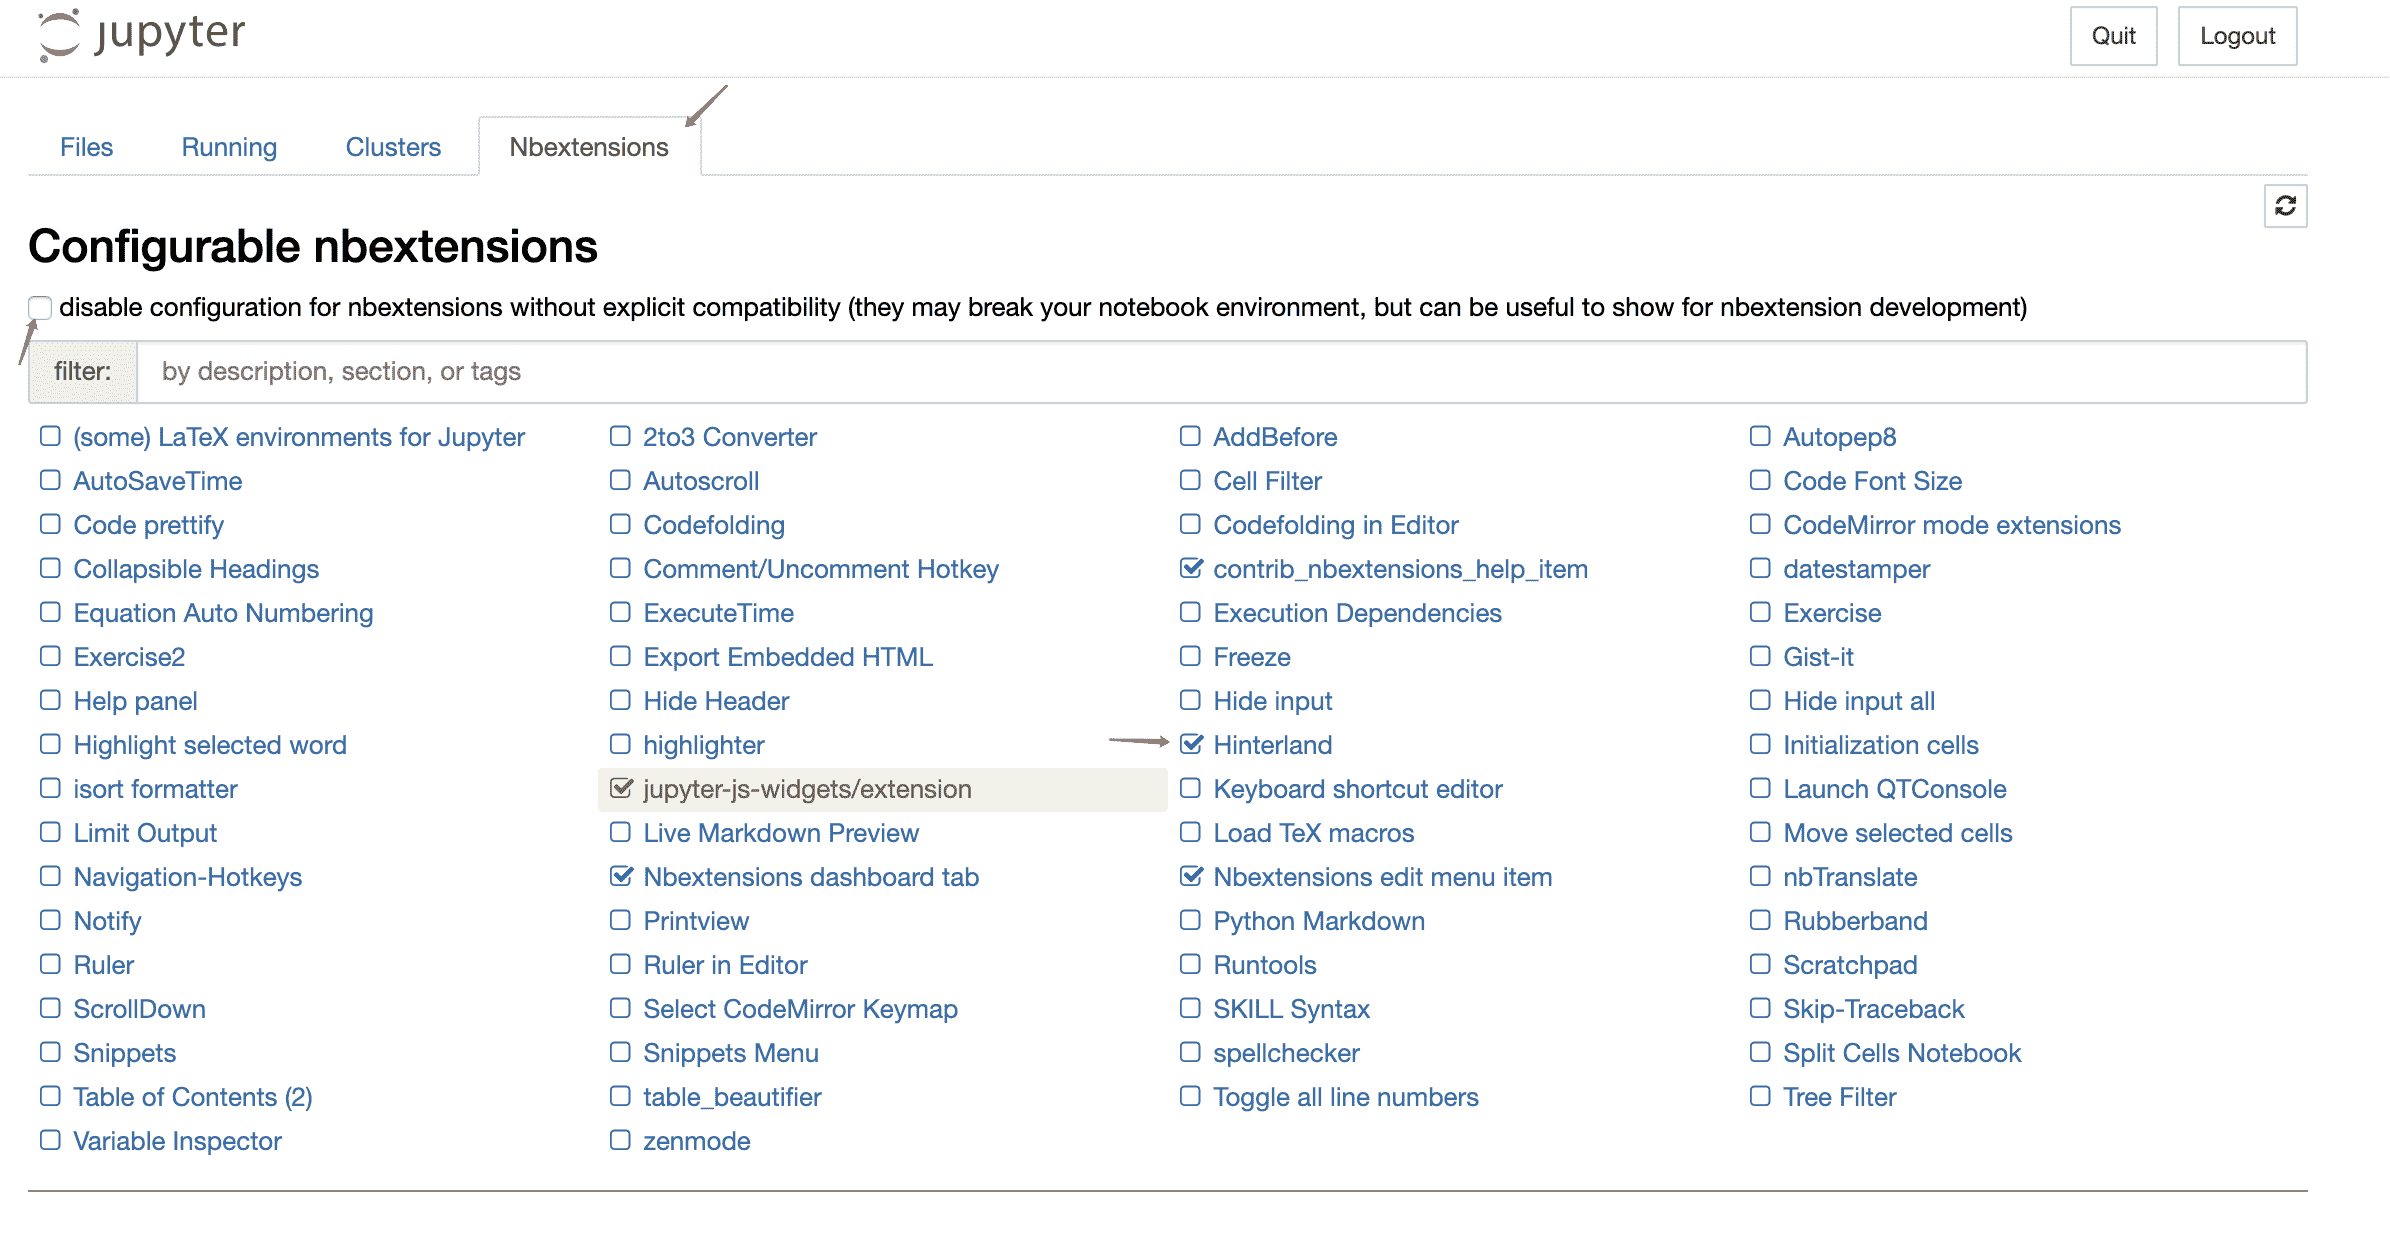 jupyter
Quit Logout
Files Running Clusters Nbextensions
Configurable nbextensions
disable configuration for nbextensions without explicit compatibility (they may break your notebook environment, but can be useful to show for nbextension development)
filter: by description, section, or tags
(some) LaTeX environments for Jupyter 2to3 Converter AddBefore Autopep8
AutoSaveTime Autoscroll Cell Filter Code Font Size
Code prettify Codefolding Codefolding in Editor CodeMirror mode extensions
Collapsible Headings Comment/Uncomment Hotkey contrib_nbextensions_help_item datestamper
Equation Auto Numbering ExecuteTime Execution Dependencies Exercise
Exercise2 Export Embedded HTML Freeze Gist-it
Help panel Hide Header Hide input Hide input all
Highlight selected word highlighter Hinterland Initialization cells
isort formatter jupyter-js-widgets/extension Keyboard shortcut editor Launch QTConsole
Limit Output Live Markdown Preview Load TeX macros Move selected cells
Navigation-Hotkeys Nbextensions dashboard tab Nbextensions edit menu item nbTranslate
Notify Printview Python Markdown Rubberband
Ruler Ruler in Editor Runtools Scratchpad
ScrollDown Select CodeMirror Keymap SKILL Syntax Skip-Traceback
Snippets Snippets Menu spellchecker Split Cells Notebook
Table of Contents (2) table_beautifier Toggle all line numbers Tree Filter
Variable Inspector zenmode